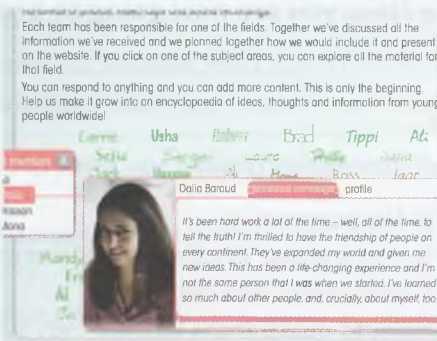 Each team has been responsible for one of the fields. Together we've discussed all the
information we've received and we planned together how we would include it and present
on the website. If you click on one of the subject areas, you can explore all the material for
that field.
You can respond to anything and you can add more content. This is only the beginning.
Help us make it grow into an encyclopaedia of ideas, thoughts and information from young
people worldwide!
Usha Robert Brad Tippi Ali
Sofia Laura Polly
Jack Ross Igor
Dalia Baroud profile
It's been hard work a lot of the time – well, all of the time, to
tell the truth! I'm thrilled to have the friendship of people on
every continent. They've expanded my world and given me
new ideas. This has been a life-changing experience and I'm
not the same person that I was when we started. I've learned
so much about other people, and, crucially, about myself, too.
Mandy
Al